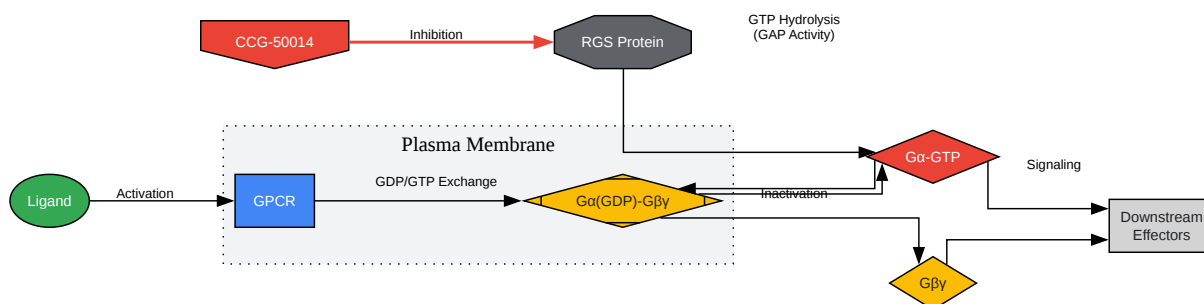 CCG-50014
Inhibition
RGS Protein
GTP Hydrolysis
(GAP Activity)
Plasma Membrane
Ligand
Activation
GPCR
GDP/GTP Exchange
Gα(GDP)-Gβγ
Inactivation
Gα-GTP
Signaling
Downstream
Effectors
Gβγ